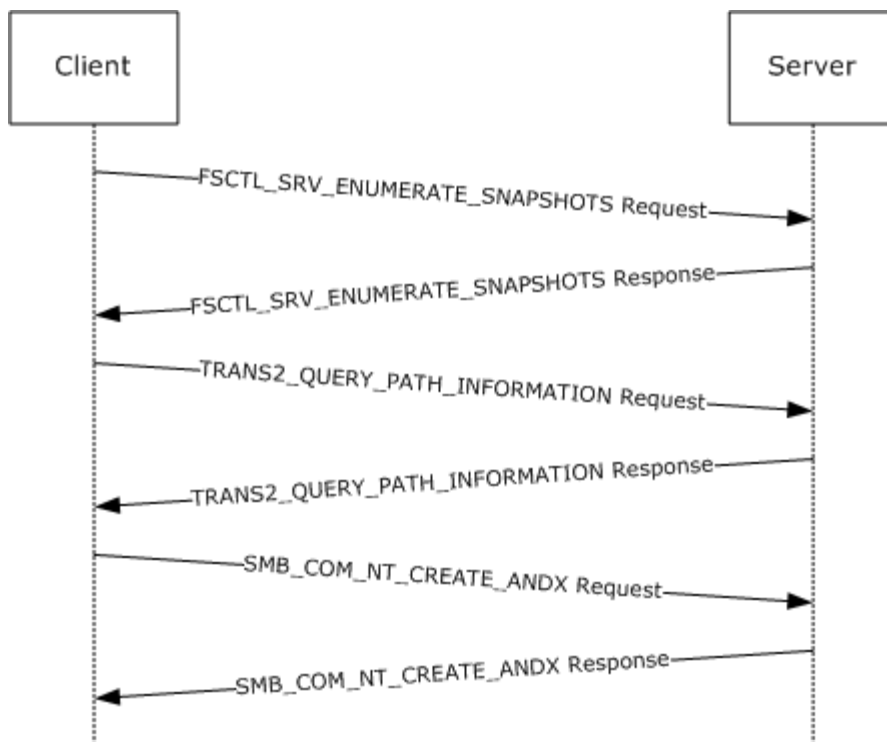 Client
Server
FSCTL_SRV_ENUMERATE_SNAPSHOTS Request
FSCTL_SRV_ENUMERATE_SNAPSHOTS Response
TRANS2_QUERY_PATH_INFORMATION Request
TRANS2_QUERY_PATH_INFORMATION Response
SMB_COM_NT_CREATE_ANDX Request
SMB_COM_NT_CREATE_ANDX Response